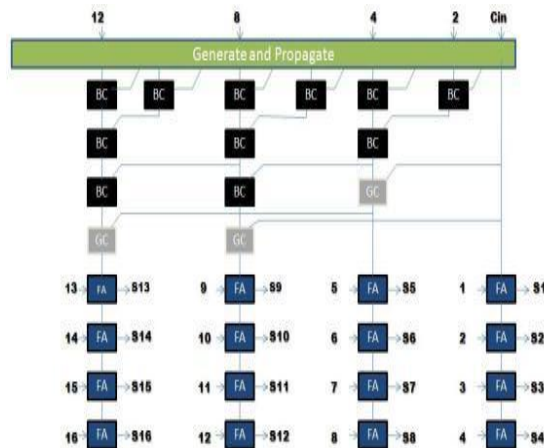 12 8 4 2 Cin
Generate and Propagate
BC BC BC BC BC BC
BC BC BC
BC BC GC
GC GC
13 FA S13 9 FA S9 5 FA S5 1 FA S1
14 FA S14 10 FA S10 6 FA S6 2 FA S2
15 FA S15 11 FA S11 7 FA S7 3 FA S3
16 FA S16 12 FA S12 8 FA S8 4 FA S4